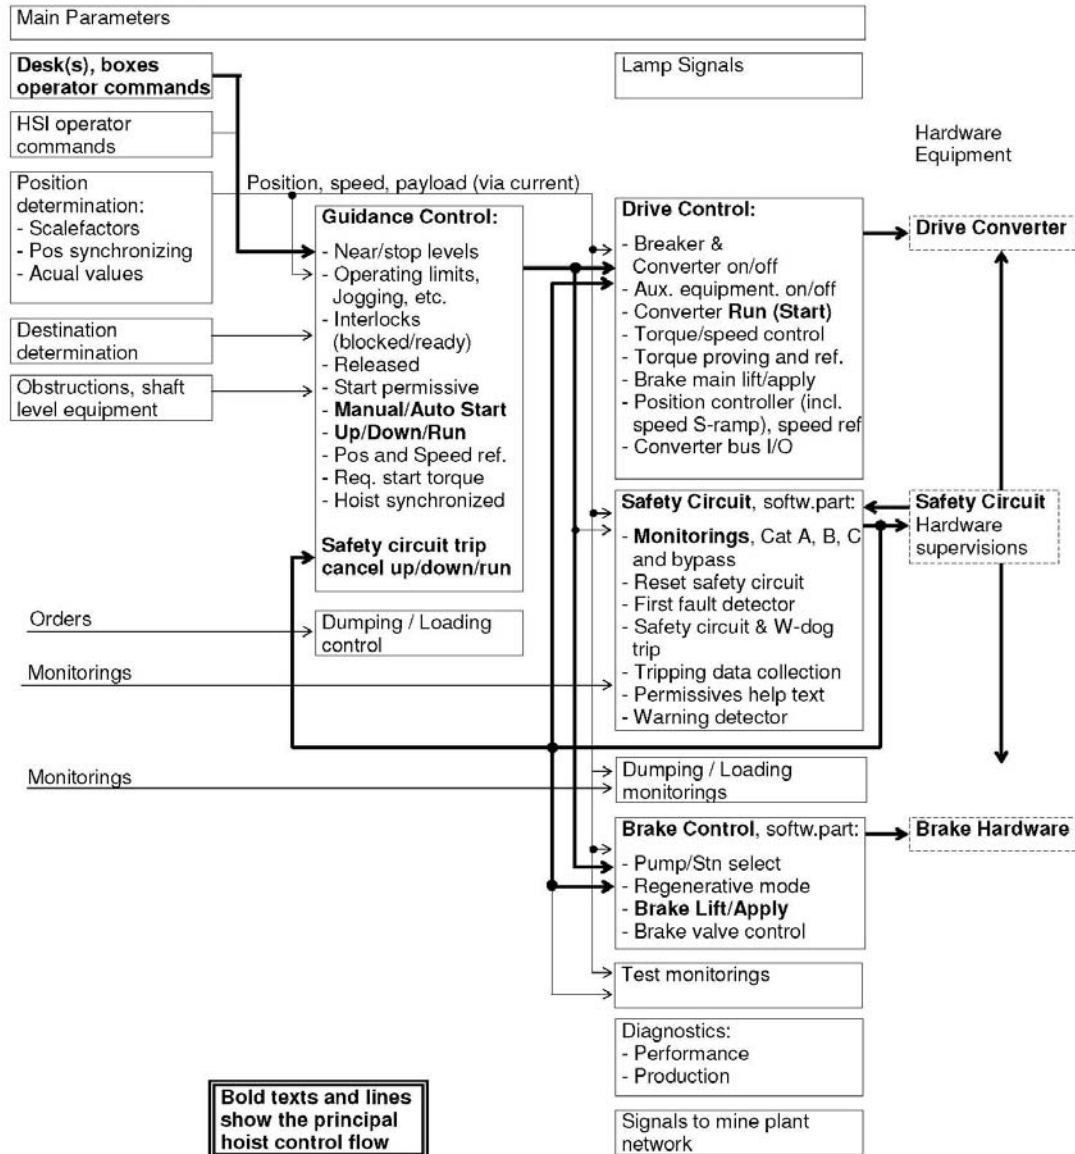 Main Parameters
Desk(s), boxes
operator commands
Lamp Signals
HSI operator
commands
Hardware
Equipment
Position
determination:
- Scalefactors
- Pos synchronizing
- Acual values
Position, speed, payload (via current)
Destination
determination
Obstructions, shaft
level equipment
Guidance Control:
- Near/stop levels
- Operating limits,
Jogging, etc.
- Interlocks
(blocked/ready)
- Released
- Start permissive
- Manual/Auto Start
- Up/Down/Run
- Pos and Speed ref.
- Req. start torque
- Hoist synchronized
Safety circuit trip
cancel up/down/run
Drive Control:
- Breaker &
Converter on/off
- Aux. equipment. on/off
- Converter Run (Start)
- Torque/speed control
- Torque proving and ref.
- Brake main lift/apply
- Position controller (incl.
speed S-ramp), speed ref
- Converter bus I/O
Drive Converter
Safety Circuit, softw.part:
- Monitorings, Cat A, B, C
and bypass
- Reset safety circuit
- First fault detector
- Safety circuit & W-dog
trip
- Tripping data collection
- Permissives help text
- Warning detector
Safety Circuit
Hardware
supervisions
Orders
Dumping / Loading
control
Monitorings
Monitorings
Dumping / Loading
monitorings
Brake Control, softw.part:
- Pump/Stn select
- Regenerative mode
- Brake Lift/Apply
- Brake valve control
Brake Hardware
Test monitorings
Diagnostics:
- Performance
- Production
Signals to mine plant
network
Bold texts and lines
show the principal
hoist control flow